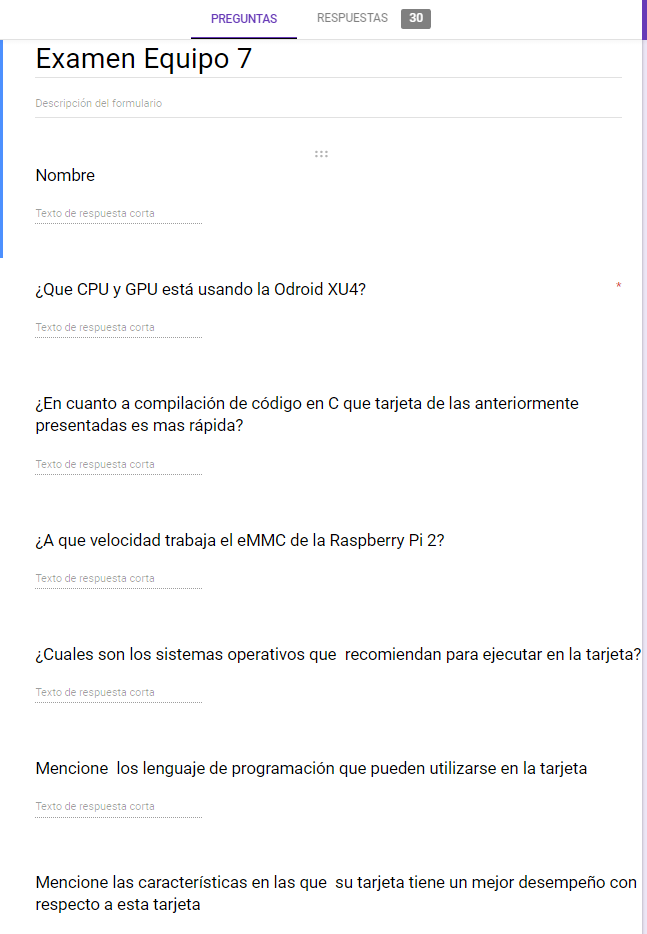 PREGUNTAS RESPUESTAS 30
Examen Equipo 7
Descripción del formulario
Nombre
Texto de respuesta corta
¿Que CPU y GPU está usando la Odroid XU4? *
Texto de respuesta corta
¿En cuanto a compilación de código en C que tarjeta de las anteriormente
presentadas es mas rápida?
Texto de respuesta corta
¿A que velocidad trabaja el eMMC de la Raspberry Pi 2?
Texto de respuesta corta
¿Cuales son los sistemas operativos que  recomiendan para ejecutar en la tarjeta?
Texto de respuesta corta
Mencione  los lenguaje de programación que pueden utilizarse en la tarjeta
Texto de respuesta corta
Mencione las características en las que  su tarjeta tiene un mejor desempeño con
respecto a esta tarjeta